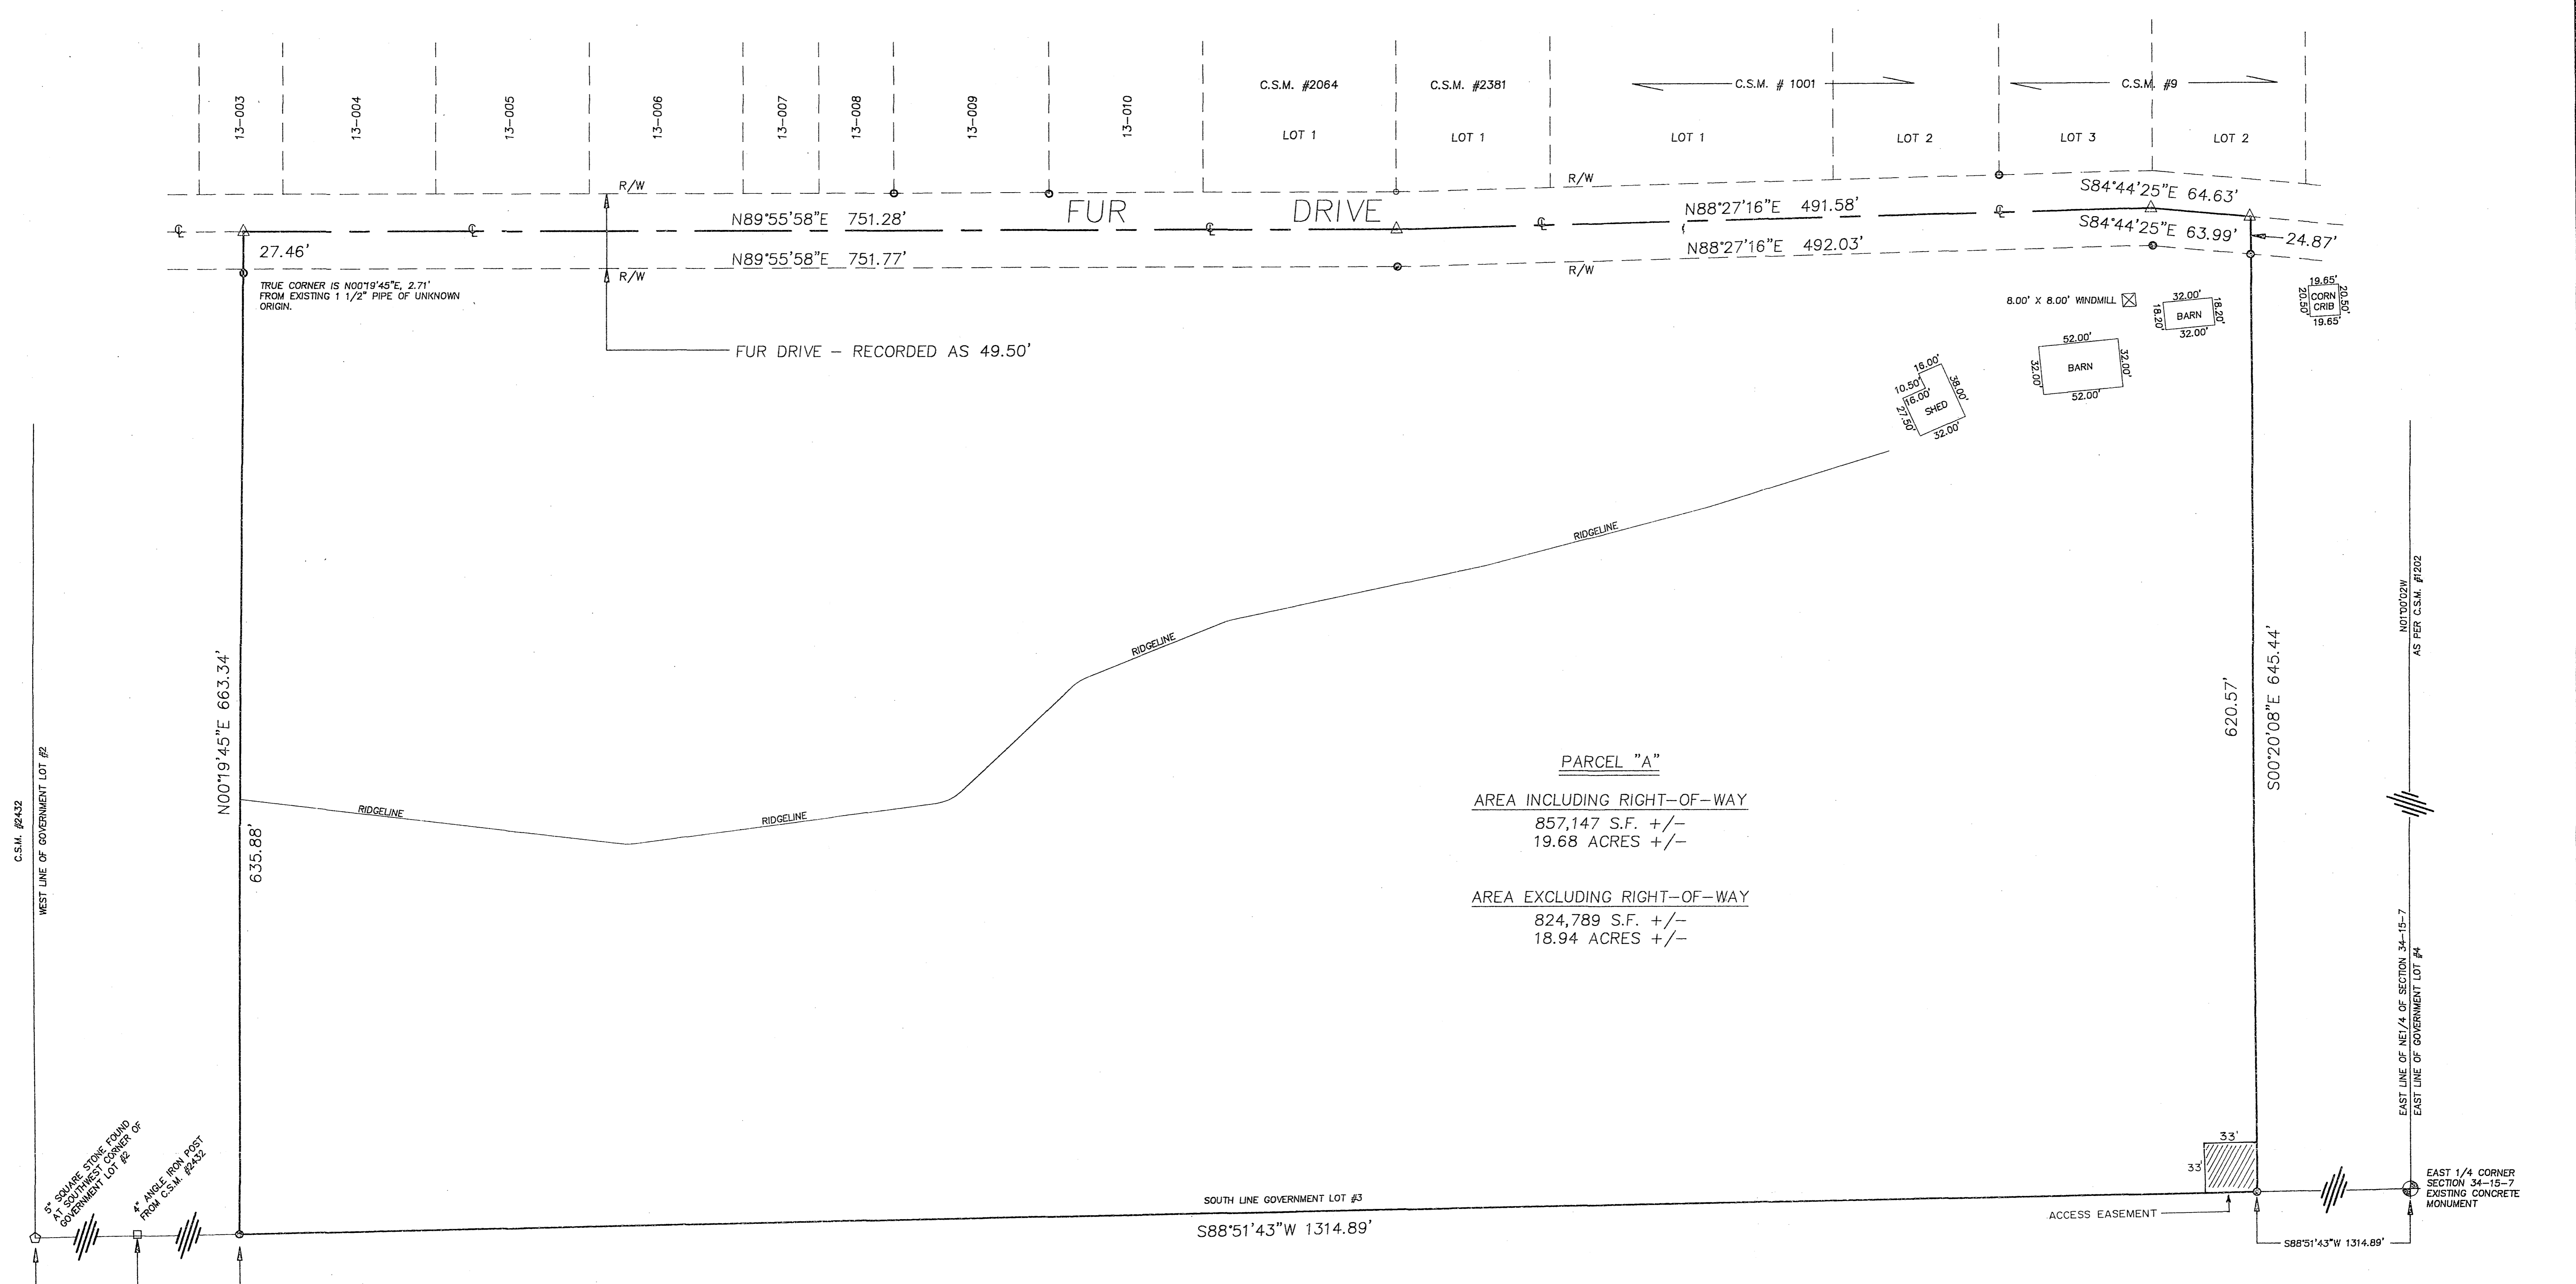 C.S.M. #2064
C.S.M. #2381
C.S.M. # 1001
C.S.M. #9
13-003
13-004
13-005
13-006
13-007
13-008
13-009
13-010
LOT 1
LOT 1
LOT 1
LOT 2
LOT 3
LOT 2
R/W
R/W
N89°55'58"E 751.28'
FUR DRIVE
N88°27'16"E 491.58'
S84°44'25"E 64.63'
27.46'
N89°55'58"E 751.77'
N88°27'16"E 492.03'
S84°44'25"E 63.99'
24.87'
R/W
R/W
TRUE CORNER IS N00°19'45"E, 2.71'
FROM EXISTING 1 1/2" PIPE OF UNKNOWN
ORIGIN.
FUR DRIVE - RECORDED AS 49.50'
8.00' X 8.00' WINDMILL
32.00'
18.20'
BARN
18.20'
32.00'
19.65'
20.50'
CORN
CRIB
20.50'
19.65'
52.00'
32.00'
BARN
32.00'
52.00'
16.00'
10.50'
16.00'
38.00'
27.50'
SHED
32.00'
RIDGELINE
RIDGELINE
RIDGELINE
RIDGELINE
N00°19'45"E 663.34'
635.88'
C.S.M. #2432
WEST LINE OF GOVERNMENT LOT #2
PARCEL "A"
AREA INCLUDING RIGHT-OF-WAY
857,147 S.F. +/-
19.68 ACRES +/-
AREA EXCLUDING RIGHT-OF-WAY
824,789 S.F. +/-
18.94 ACRES +/-
620.57'
S00°20'08"E 645.44'
N01°00'02W
AS PER C.S.M. #1202
EAST LINE OF NE1/4 OF SECTION 34-15-7
EAST LINE OF GOVERNMENT LOT #4
5" SQUARE STONE FOUND
AT SOUTHWEST CORNER OF
GOVERNMENT LOT #2
4" ANGLE IRON POST
FROM C.S.M. #2432
33'
33'
SOUTH LINE GOVERNMENT LOT #3
S88°51'43"W 1314.89'
ACCESS EASEMENT
EAST 1/4 CORNER
SECTION 34-15-7
EXISTING CONCRETE
MONUMENT
S88°51'43"W 1314.89'